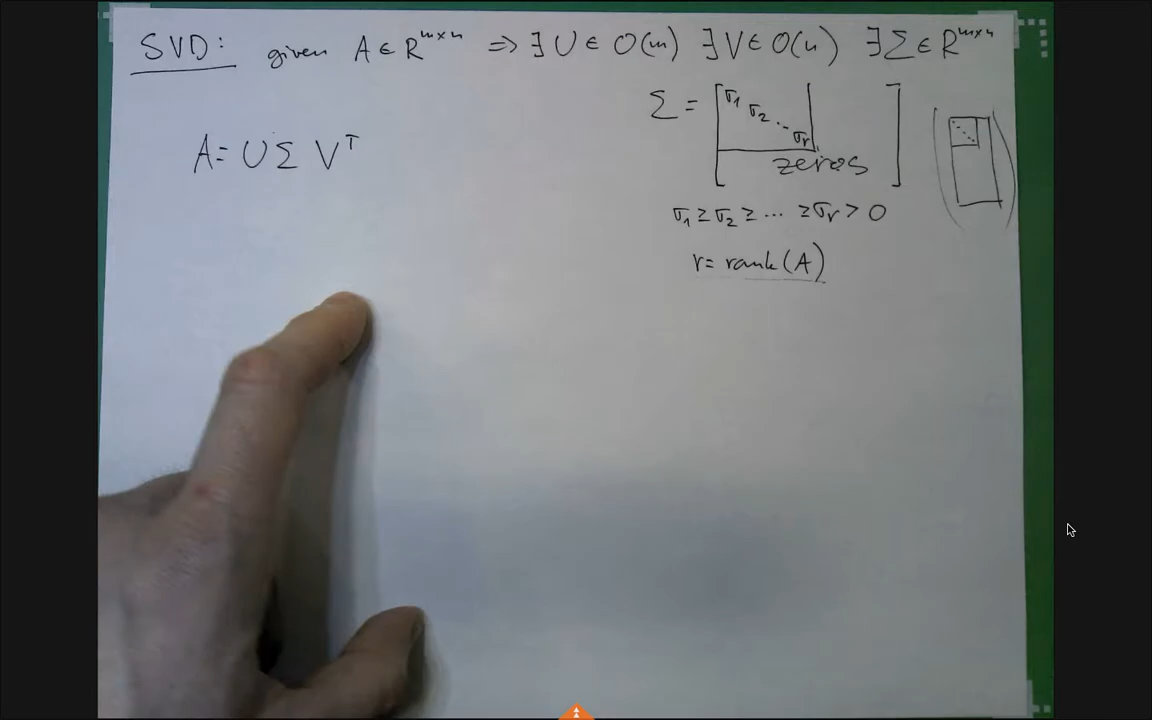 SVD: given A ∈ R^{m×n} ⇒ ∃ U ∈ O(m) ∃ V ∈ O(n) ∃ Σ ∈ R^{m×n}
Σ = [σ₁ σ₂ ... σᵣ zeros]
A = U Σ V^T
σ₁ ≥ σ₂ ≥ ... ≥ σᵣ > 0
r = rank(A)